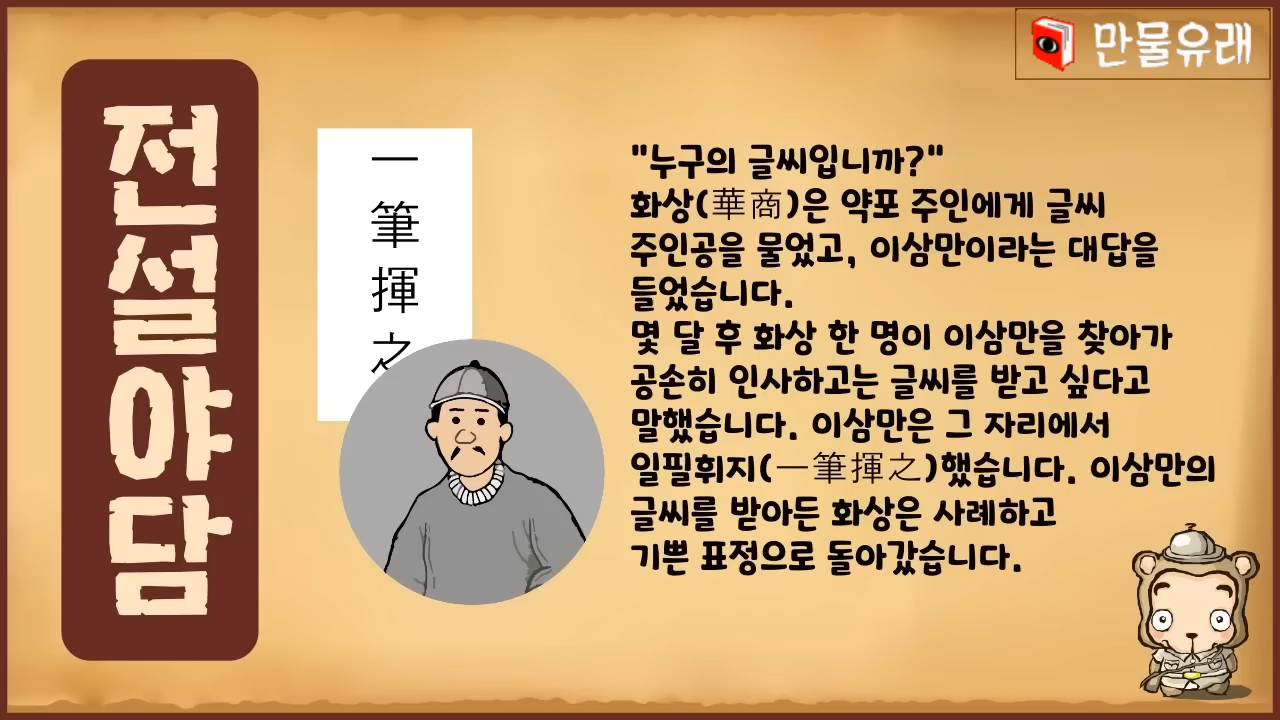 만물유래
전설야담
一筆揮之
"누구의 글씨입니까?"
화상(華商)은 약포 주인에게 글씨
주인공을 물었고, 이삼만이라는 대답을
들었습니다.
몇 달 후 화상 한 명이 이삼만을 찾아가
공손히 인사하고는 글씨를 받고 싶다고
말했습니다. 이삼만은 그 자리에서
일필휘지(一筆揮之)했습니다. 이삼만의
글씨를 받아든 화상은 사례하고
기쁜 표정으로 돌아갔습니다.